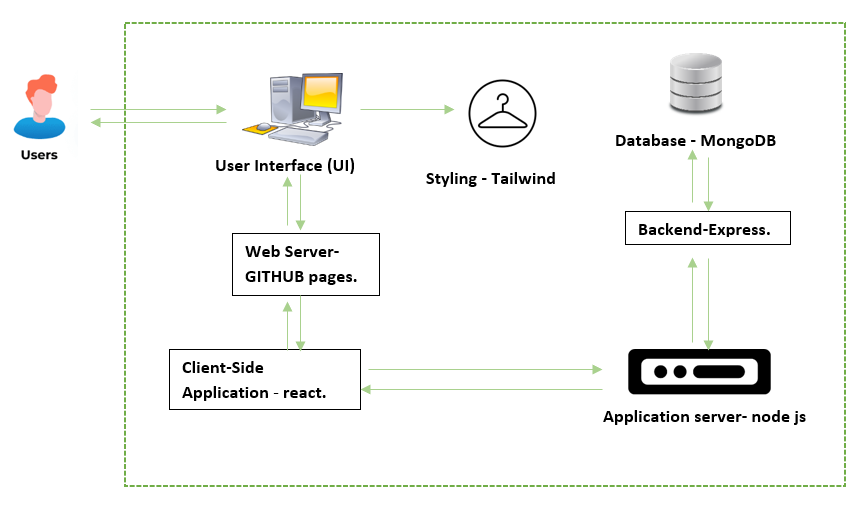 Users
User Interface (UI)
Styling - Tailwind
Database - MongoDB
Backend-Express.
Web Server-
GITHUB pages.
Client-Side
Application - react.
Application server- node js